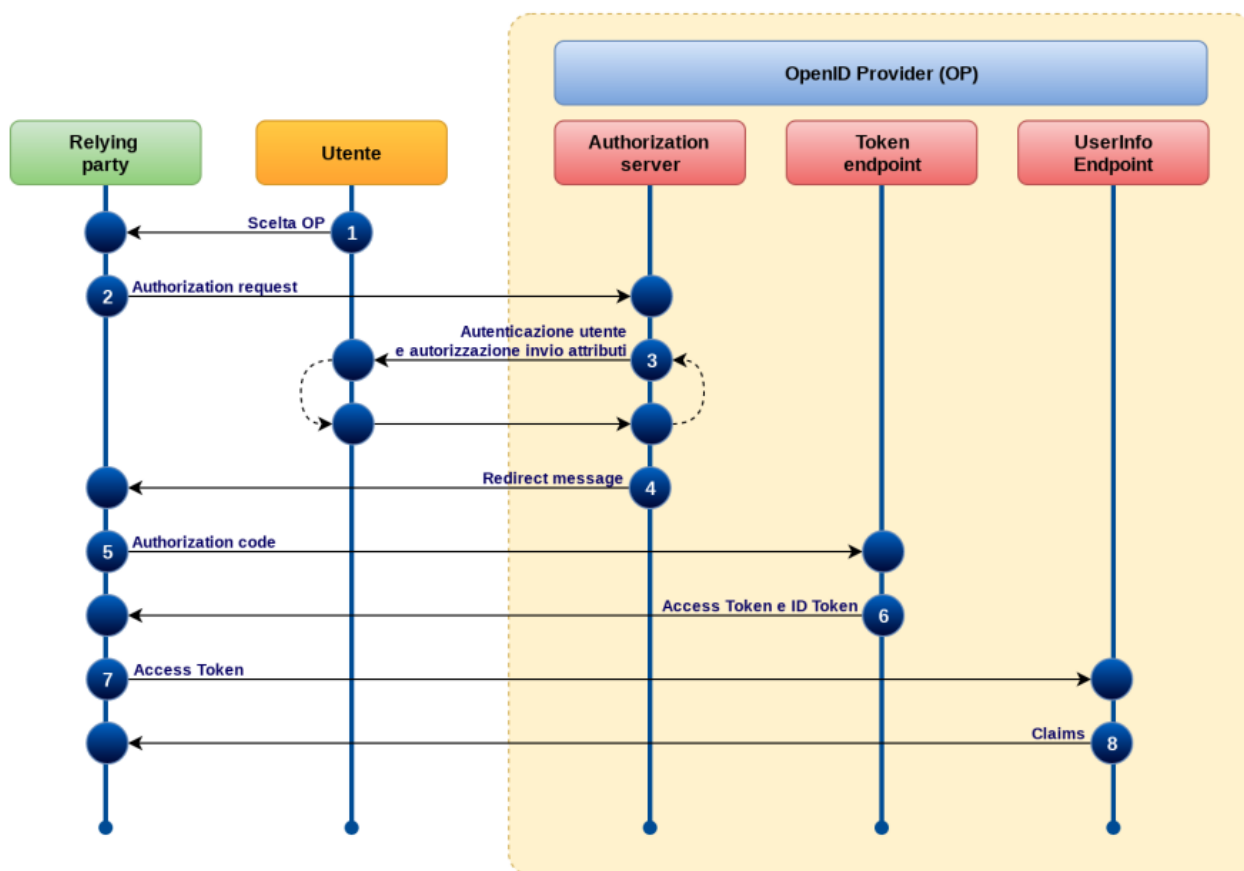 OpenID Provider (OP)
Relying
party
Utente
Authorization
server
Token
endpoint
UserInfo
Endpoint
Scelta OP
1
2
Authorization request
Autenticazione utente
e autorizzazione invio attributi
3
Redirect message
4
5
Authorization code
Access Token e ID Token
6
7
Access Token
Claims
8